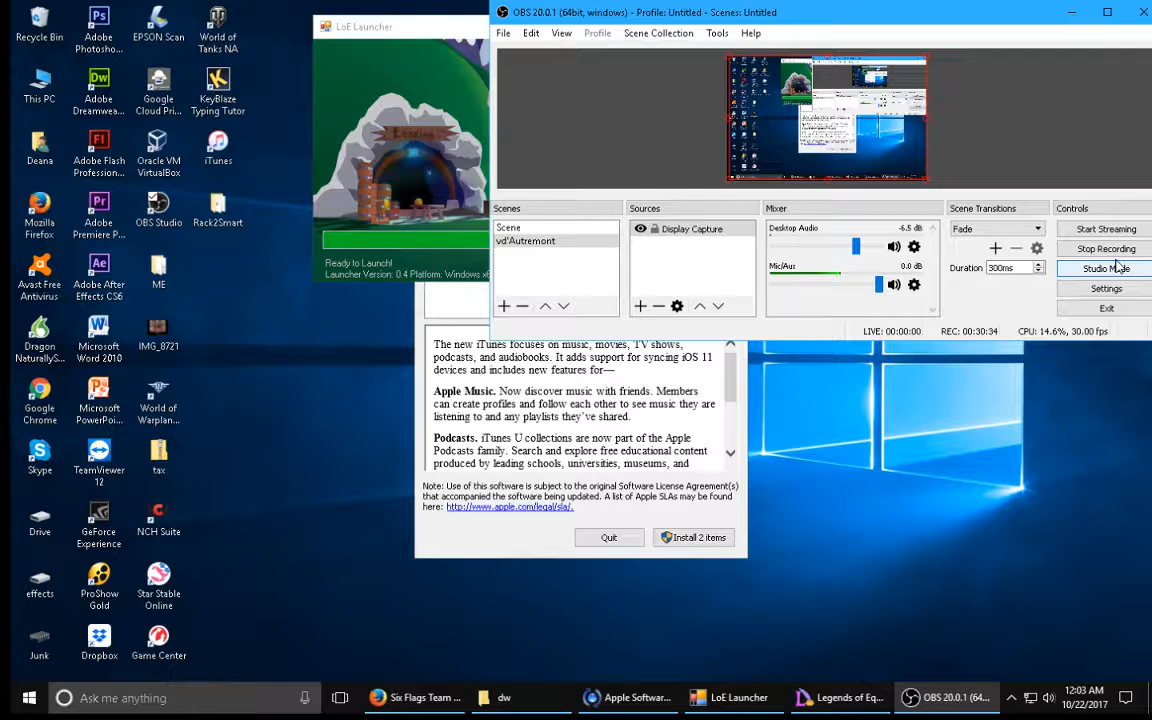 Recycle Bin
Adobe
Photosho...
EPSON Scan
World of
Tanks NA
This PC
Adobe
Dreamwea...
Google
Cloud Pri...
KeyBlaze
Typing Tutor
Deana
Adobe Flash
Profession...
Oracle VM
VirtualBox
iTunes
Mozilla
Firefox
Adobe
Premiere P...
OBS Studio
Rack2Smart
Avast Free
Antivirus
Adobe After
Effects CS6
ME
Dragon
NaturallyS...
Microsoft
Word 2010
IMG_8721
Google
Chrome
Microsoft
PowerPoi...
World of
Warplan...
Skype
TeamViewer
12
tax
Drive
GeForce
Experience
NCH Suite
effects
ProShow
Gold
Star Stable
Online
Junk
Dropbox
Game Center
LoE Launcher
Loading
Ready to Launch!
Launcher Version: 0.4 Platform: Windows x6
OBS 20.0.1 (64bit, windows) - Profile: Untitled - Scenes: Untitled
File Edit View Profile Scene Collection Tools Help
Scenes
Scene
vd'Autremont
Sources
Display Capture
Mixer
Desktop Audio -6.5 dB
Mic/Aux 0.0 dB
Scene Transitions
Fade
Duration 300ms
Controls
Start Streaming
Stop Recording
Studio Mode
Settings
Exit
LIVE: 00:00:00 REC: 00:30:34 CPU: 14.6%, 30.00 fps
The new iTunes focuses on music, movies, TV shows,
podcasts, and audiobooks. It adds support for syncing iOS 11
devices and includes new features for—
Apple Music. Now discover music with friends. Members
can create profiles and follow each other to see music they are
listening to and any playlists they've shared.
Podcasts. iTunes U collections are now part of the Apple
Podcasts family. Search and explore free educational content
produced by leading schools, universities, museums, and
Note: Use of this software is subject to the original Software License Agreement(s)
that accompanied the software being updated. A list of Apple SLAs may be found
here: http://www.apple.com/legal/sla/.
Quit
Install 2 items
Ask me anything
Six Flags Team ...
dw
Apple Softwar...
LoE Launcher
Legends of Eq...
OBS 20.0.1 (64...
12:03 AM
10/22/2017